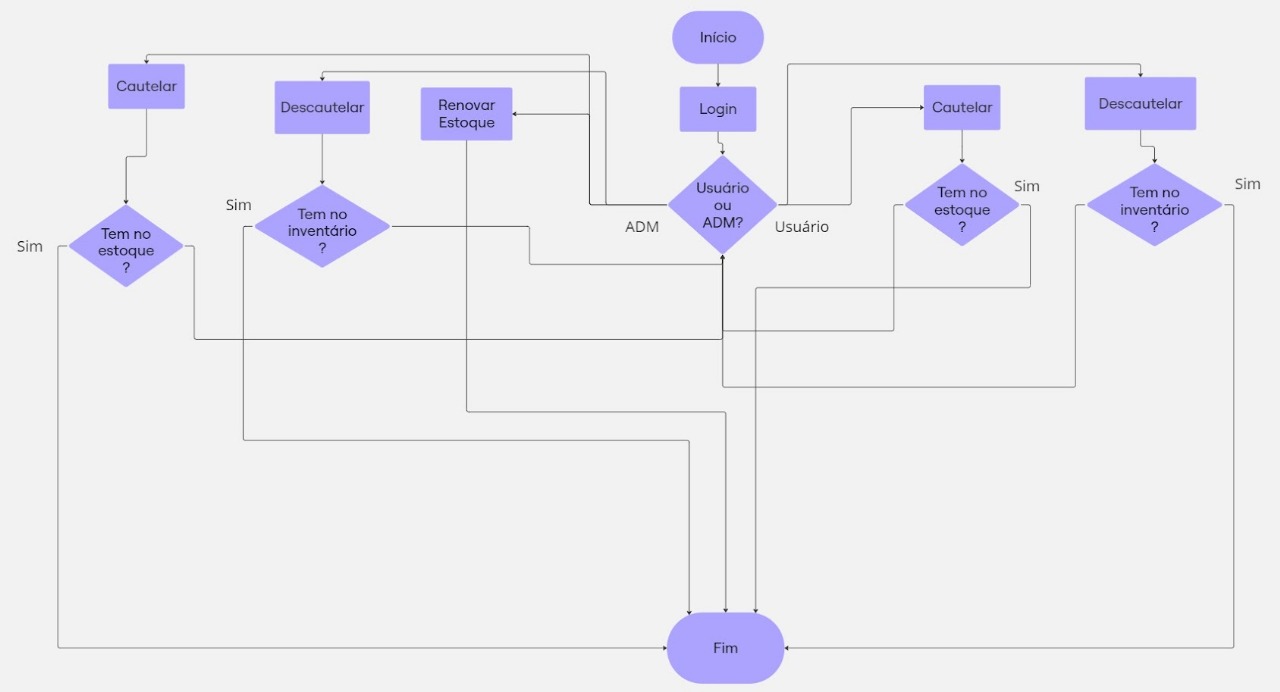 Início
Login
Usuário
ou
ADM?
ADM
Usuário
Cautelar
Tem no
estoque
?
Sim
Descautelar
Tem no
inventário
?
Sim
Renovar
Estoque
Cautelar
Tem no
estoque
?
Sim
Descautelar
Tem no
inventário
?
Sim
Fim